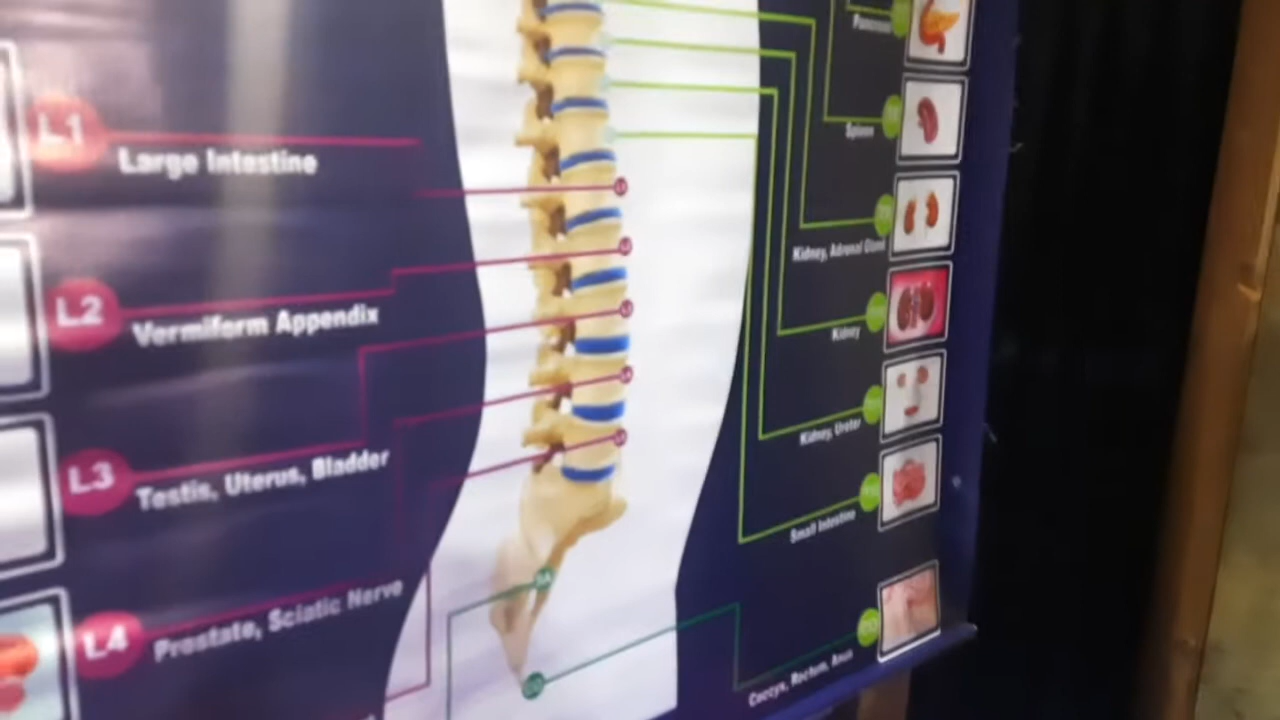 L1
Large Intestine
L2
Vermiform Appendix
L3
Testis, Uterus, Bladder
L4
Prostate, Sciatic Nerve
Pancreas
Spleen
Kidney, Adrenal Gland
Kidney
Kidney, Ureter
Small Intestine
Coccyx, Rectum, Anus